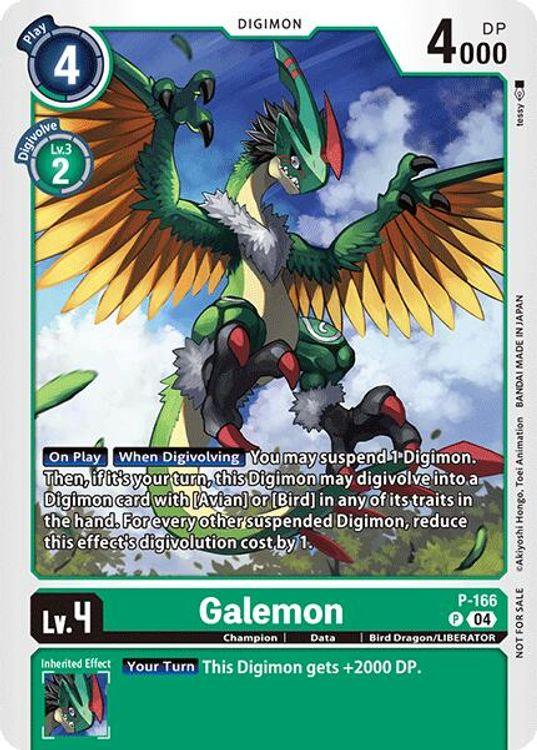 Play
4
DIGIMON
DP
4000
Digivolve
Lv.3
2
tessy
©Akiyoshi Hongo, Toei Animation BANDAI MADE IN JAPAN
NOT FOR SALE
On Play When Digivolving You may suspend 1 Digimon.
Then, if it's your turn, this Digimon may digivolve into a
Digimon card with [Avian] or [Bird] in any of its traits in
the hand. For every other suspended Digimon, reduce
this effect's digivolution cost by 1.
Lv.4
Galemon
P-166
P 04
Champion | Data | Bird Dragon/LIBERATOR
Inherited Effect
Your Turn This Digimon gets +2000 DP.